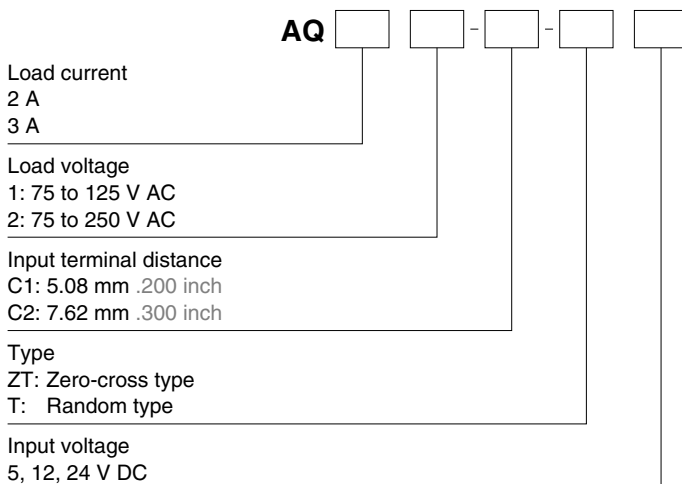 AQ - -
Load current
2 A
3 A
Load voltage
1: 75 to 125 V AC
2: 75 to 250 V AC
Input terminal distance
C1: 5.08 mm .200 inch
C2: 7.62 mm .300 inch
Type
ZT: Zero-cross type
T: Random type
Input voltage
5, 12, 24 V DC